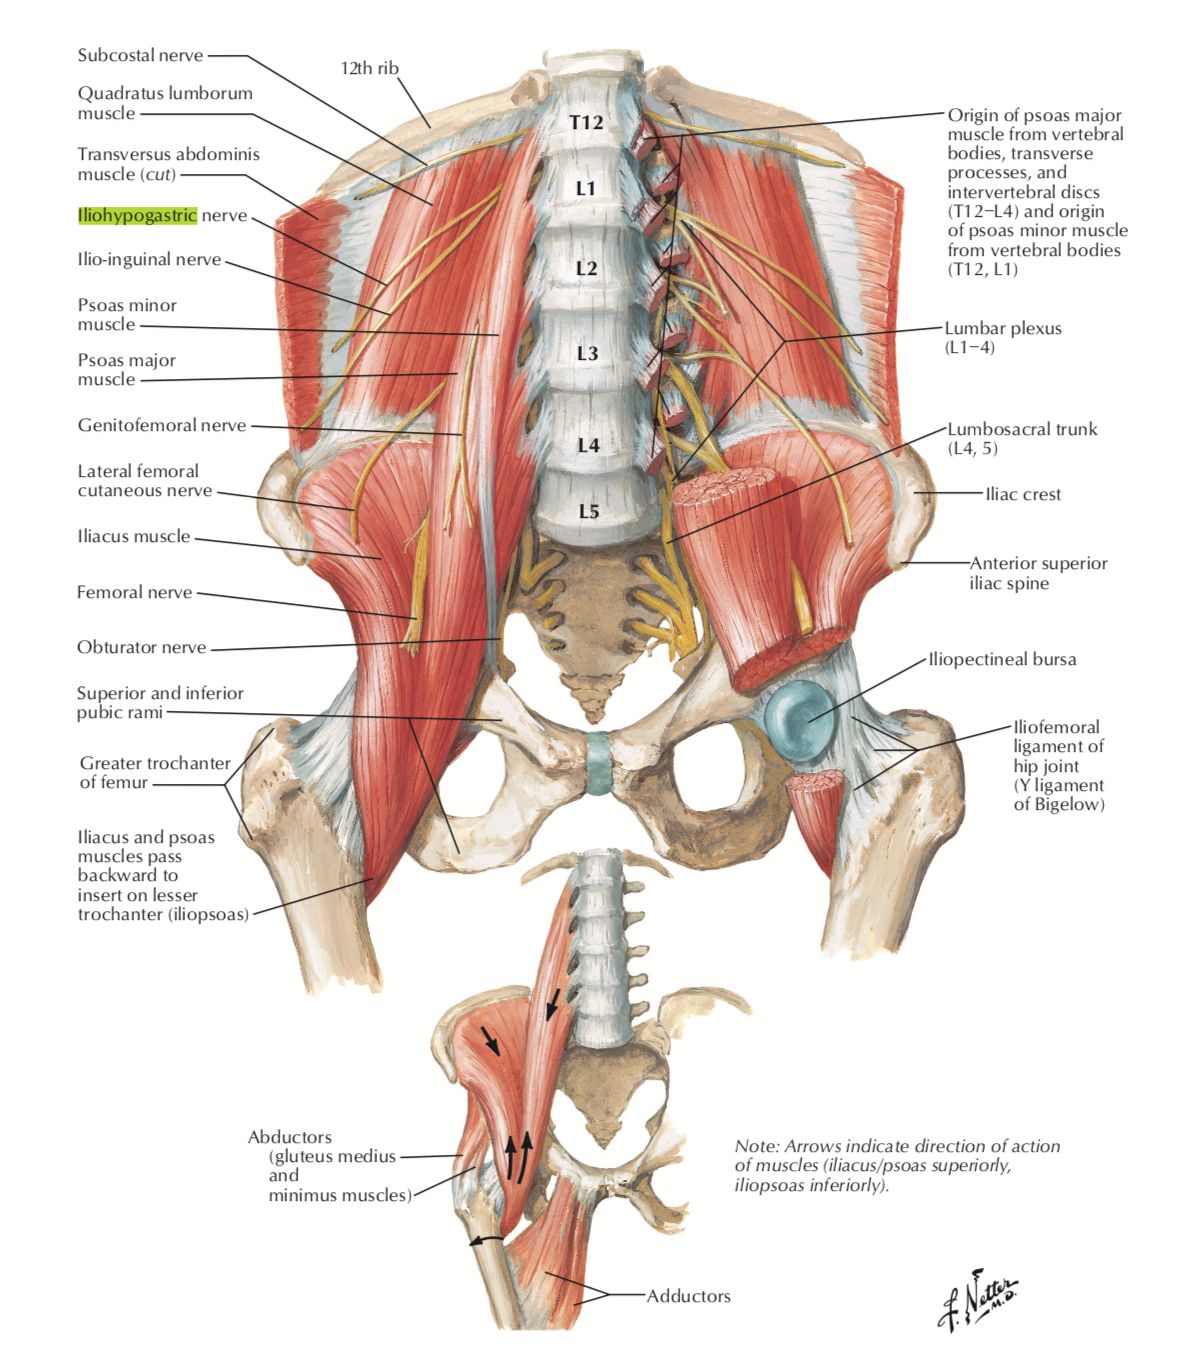 Subcostal nerve
12th rib
Quadratus lumborum
muscle
Transversus abdominis
muscle (cut)
Iliohypogastric nerve
Ilio-inguinal nerve
Psoas minor
muscle
Psoas major
muscle
Genitofemoral nerve
Lateral femoral
cutaneous nerve
Iliacus muscle
Femoral nerve
Obturator nerve
Superior and inferior
pubic rami
Greater trochanter
of femur
Iliacus and psoas
muscles pass
backward to
insert on lesser
trochanter (iliopsoas)
T12
L1
L2
L3
L4
L5
Origin of psoas major
muscle from vertebral
bodies, transverse
processes, and
intervertebral discs
(T12–L4) and origin
of psoas minor muscle
from vertebral bodies
(T12, L1)
Lumbar plexus
(L1–4)
Lumbosacral trunk
(L4, 5)
Iliac crest
Anterior superior
iliac spine
Iliopectineal bursa
Iliofemoral
ligament of
hip joint
(Y ligament
of Bigelow)
Abductors
(gluteus medius
and
minimus muscles)
Note: Arrows indicate direction of action
of muscles (iliacus/psoas superiorly,
iliopsoas inferiorly).
Adductors
F. Netter
M.D.